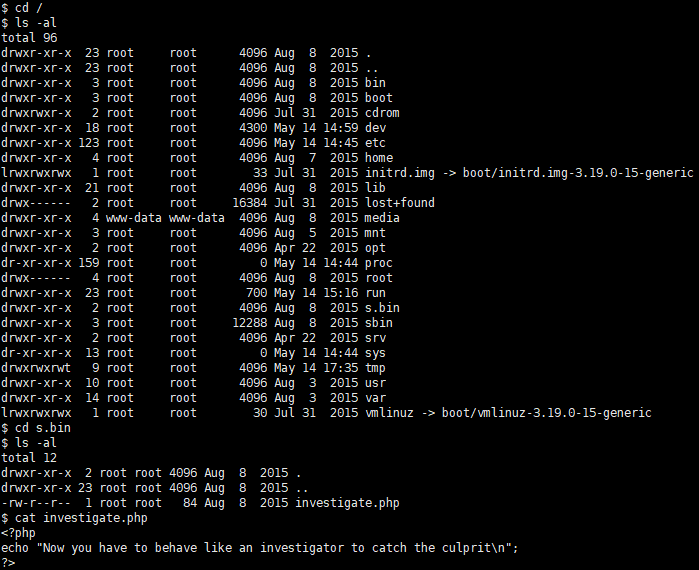 $ cd /
$ ls -al
total 96
drwxr-xr-x  23 root     root      4096 Aug  8  2015 .
drwxr-xr-x  23 root     root      4096 Aug  8  2015 ..
drwxr-xr-x   3 root     root      4096 Aug  8  2015 bin
drwxr-xr-x   3 root     root      4096 Aug  8  2015 boot
drwxrwxr-x   2 root     root      4096 Jul 31  2015 cdrom
drwxr-xr-x  18 root     root      4300 May 14 14:59 dev
drwxr-xr-x 123 root     root      4096 May 14 14:45 etc
drwxr-xr-x   4 root     root      4096 Aug  7  2015 home
lrwxrwxrwx   1 root     root        33 Jul 31  2015 initrd.img -> boot/initrd.img-3.19.0-15-generic
drwxr-xr-x  21 root     root      4096 Aug  8  2015 lib
drwx------   2 root     root     16384 Jul 31  2015 lost+found
drwxr-xr-x   4 www-data www-data  4096 Aug  8  2015 media
drwxr-xr-x   3 root     root      4096 Aug  5  2015 mnt
drwxr-xr-x   2 root     root      4096 Apr 22  2015 opt
dr-xr-xr-x 159 root     root         0 May 14 14:44 proc
drwx------   4 root     root      4096 Aug  8  2015 root
drwxr-xr-x  23 root     root       700 May 14 15:16 run
drwxr-xr-x   2 root     root      4096 Aug  8  2015 s.bin
drwxr-xr-x   3 root     root     12288 Aug  8  2015 sbin
drwxr-xr-x   2 root     root      4096 Apr 22  2015 srv
dr-xr-xr-x  13 root     root         0 May 14 14:44 sys
drwxrwxrwt   9 root     root      4096 May 14 17:35 tmp
drwxr-xr-x  10 root     root      4096 Aug  3  2015 usr
drwxr-xr-x  14 root     root      4096 Aug  3  2015 var
lrwxrwxrwx   1 root     root        30 Jul 31  2015 vmlinuz -> boot/vmlinuz-3.19.0-15-generic
$ cd s.bin
$ ls -al
total 12
drwxr-xr-x  2 root root 4096 Aug  8  2015 .
drwxr-xr-x 23 root root 4096 Aug  8  2015 ..
-rw-r--r--  1 root root   84 Aug  8  2015 investigate.php
$ cat investigate.php
<?php
echo "Now you have to behave like an investigator to catch the culprit\n";
?>